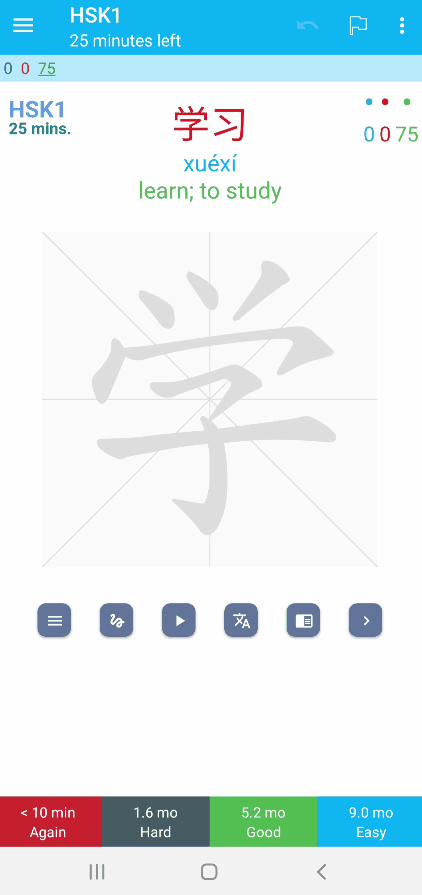 HSK1
25 minutes left
0 0 75
HSK1
25 mins.
学习
0 0 75
xuéxí
learn; to study
学
< 10 min
Again
1.6 mo
Hard
5.2 mo
Good
9.0 mo
Easy